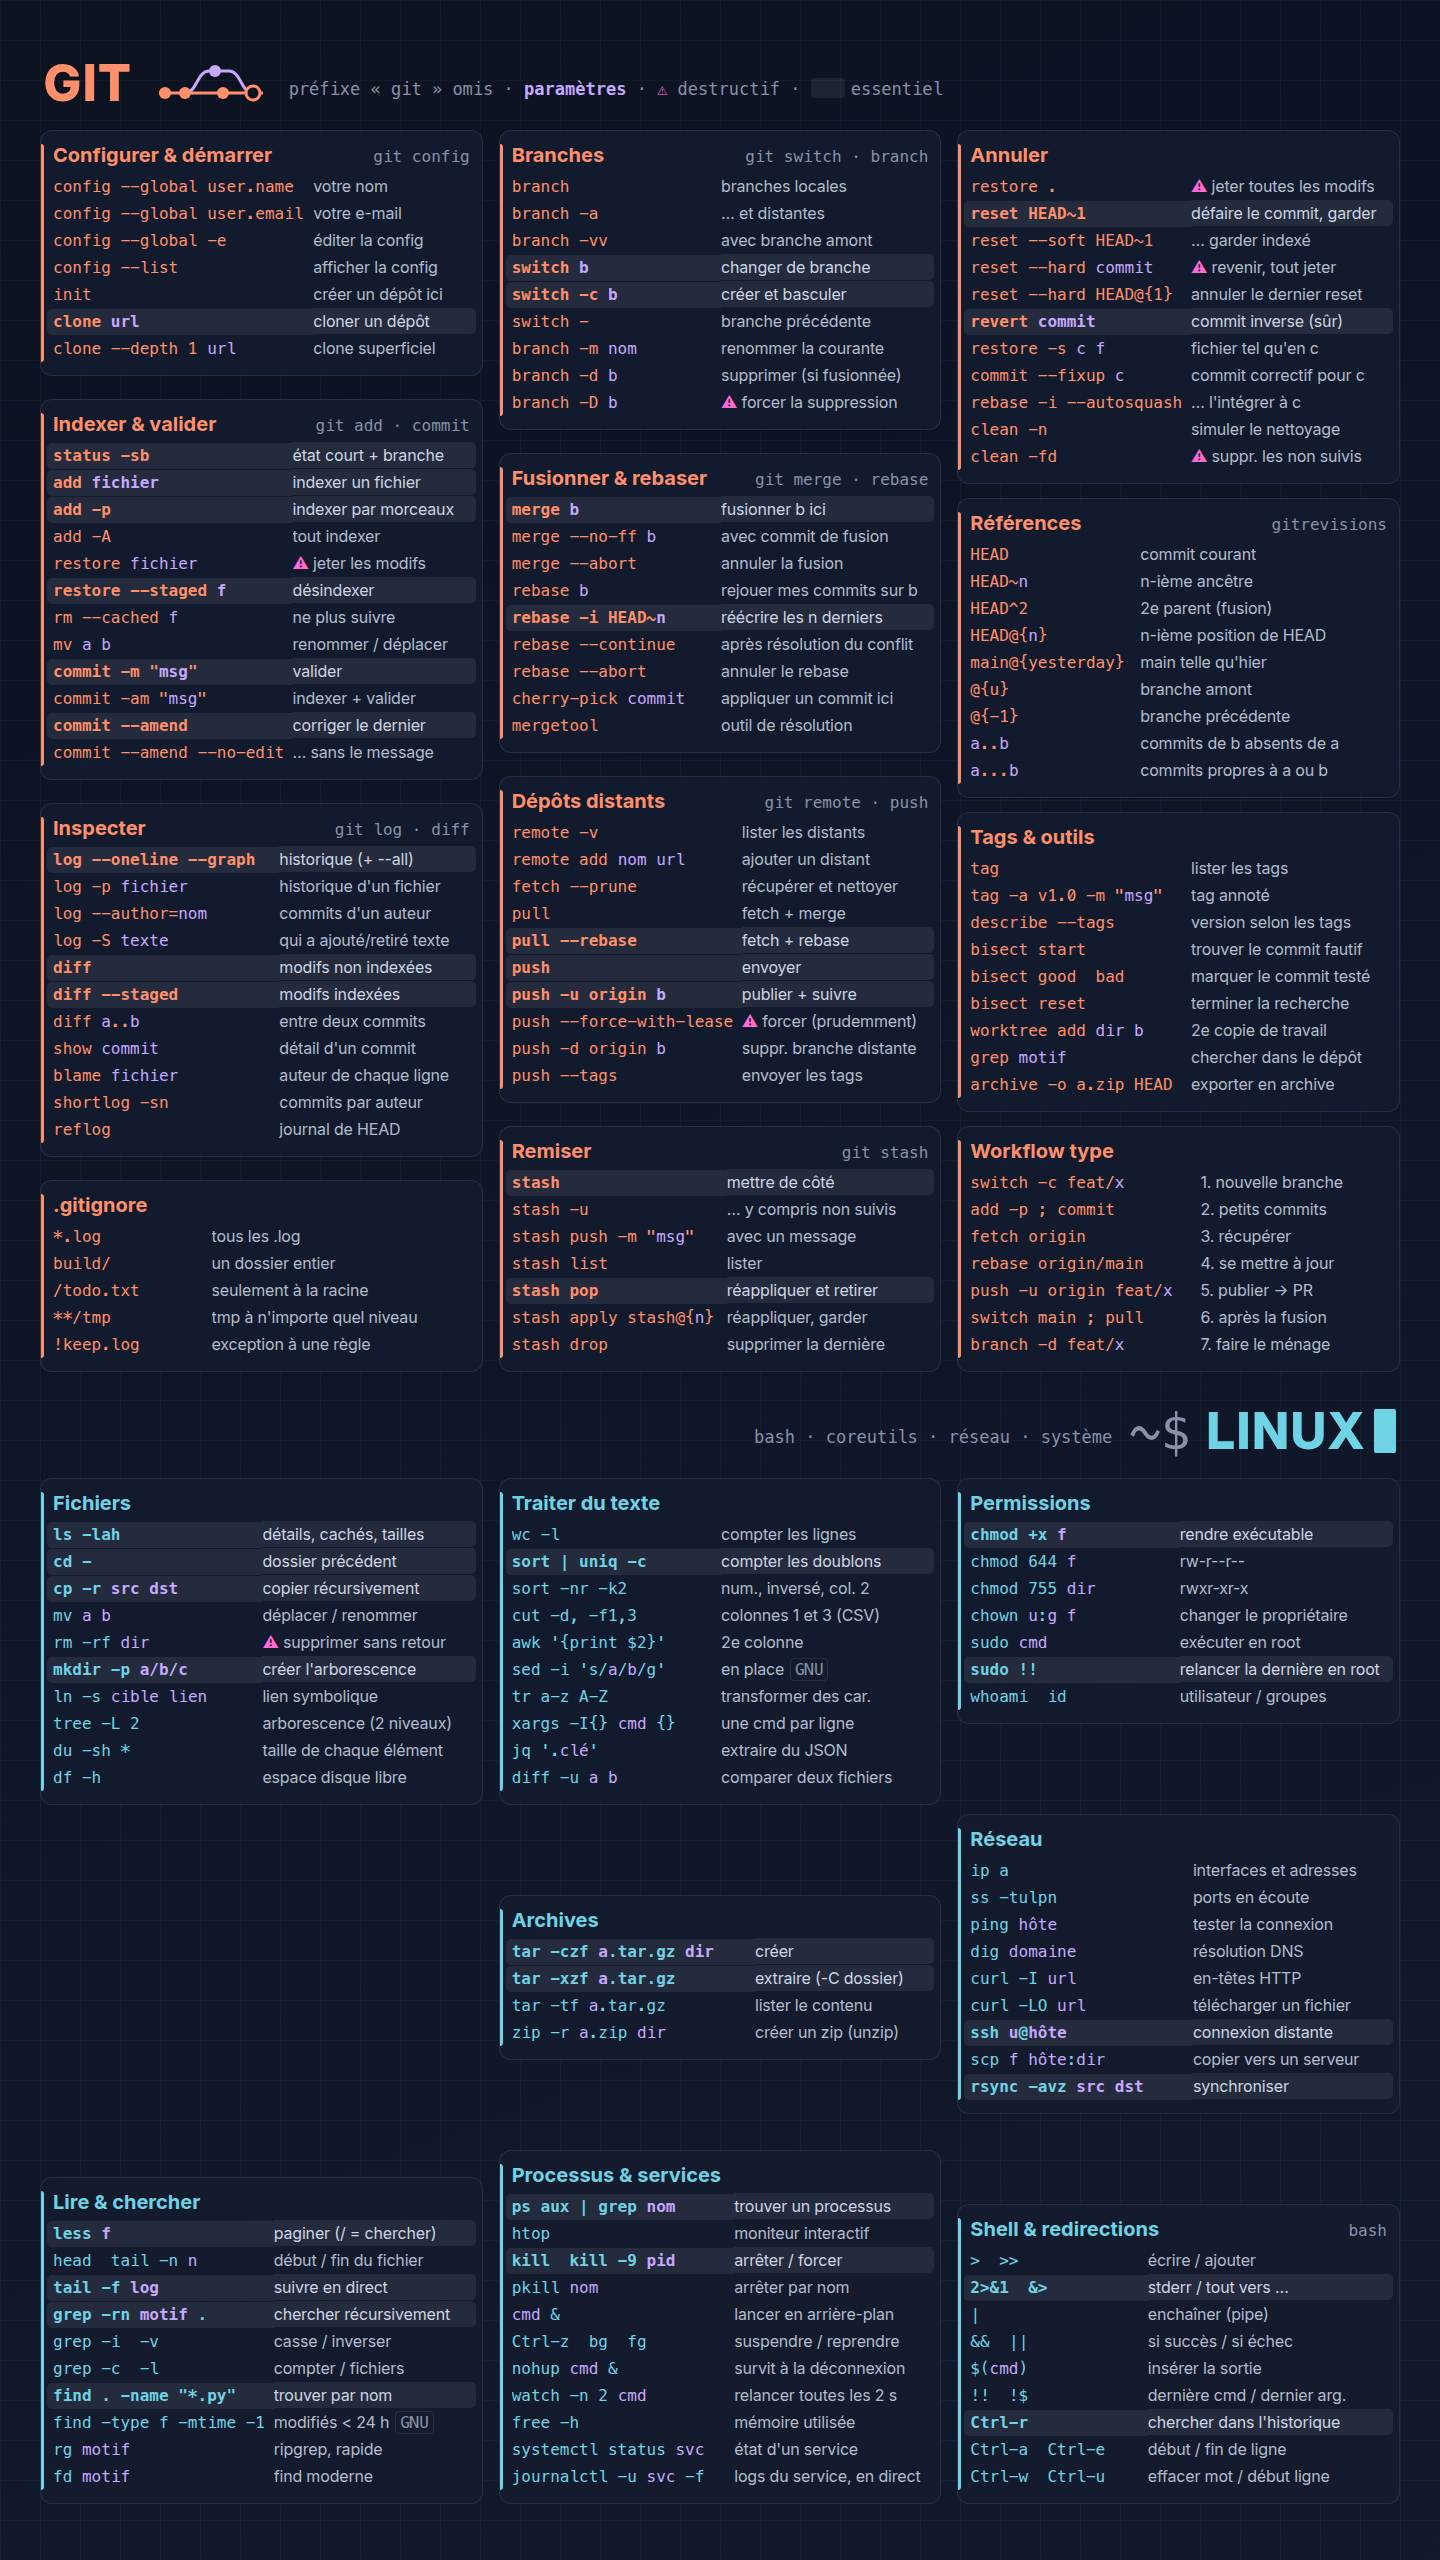 GIT préfixe « git » omis · paramètres · ⚠ destructif · essentiel
Configurer & démarrer git config
config --global user.name votre nom
config --global user.email votre e-mail
config --global -e éditer la config
config --list afficher la config
init créer un dépôt ici
clone url cloner un dépôt
clone --depth 1 url clone superficiel
Indexer & valider git add · commit
status -sb état court + branche
add fichier indexer un fichier
add -p indexer par morceaux
add -A tout indexer
restore fichier ⚠ jeter les modifs
restore --staged f désindexer
rm --cached f ne plus suivre
mv a b renommer / déplacer
commit -m "msg" valider
commit -am "msg" indexer + valider
commit --amend corriger le dernier
commit --amend --no-edit ... sans le message
Inspecter git log · diff
log --oneline --graph historique (+ --all)
log -p fichier historique d'un fichier
log --author=nom commits d'un auteur
log -S texte qui a ajouté/retiré texte
diff modifs non indexées
diff --staged modifs indexées
diff a..b entre deux commits
show commit détail d'un commit
blame fichier auteur de chaque ligne
shortlog -sn commits par auteur
reflog journal de HEAD
.gitignore
*.log tous les .log
build/ un dossier entier
/todo.txt seulement à la racine
**/tmp tmp à n'importe quel niveau
!keep.log exception à une règle
Branches git switch · branch
branch branches locales
branch -a ... et distantes
branch -vv avec branche amont
switch b changer de branche
switch -c b créer et basculer
switch - branche précédente
branch -m nom renommer la courante
branch -d b supprimer (si fusionnée)
branch -D b ⚠ forcer la suppression
Fusionner & rebaser git merge · rebase
merge b fusionner b ici
merge --no-ff b avec commit de fusion
merge --abort annuler la fusion
rebase b rejouer mes commits sur b
rebase -i HEAD~n réécrire les n derniers
rebase --continue après résolution du conflit
rebase --abort annuler le rebase
cherry-pick commit appliquer un commit ici
mergetool outil de résolution
Dépôts distants git remote · push
remote -v lister les distants
remote add nom url ajouter un distant
fetch --prune récupérer et nettoyer
pull fetch + merge
pull --rebase fetch + rebase
push envoyer
push -u origin b publier + suivre
push --force-with-lease ⚠ forcer (prudemment)
push -d origin b suppr. branche distante
push --tags envoyer les tags
Remiser git stash
stash mettre de côté
stash -u ... y compris non suivis
stash push -m "msg" avec un message
stash list lister
stash pop réappliquer et retirer
stash apply stash@{n} réappliquer, garder
stash drop supprimer la dernière
Annuler
restore . ⚠ jeter toutes les modifs
reset HEAD~1 défaire le commit, garder
reset --soft HEAD~1 ... garder indexé
reset --hard commit ⚠ revenir, tout jeter
reset --hard HEAD@{1} annuler le dernier reset
revert commit commit inverse (sûr)
restore -s c f fichier tel qu'en c
commit --fixup c commit correctif pour c
rebase -i --autosquash ... l'intégrer à c
clean -n simuler le nettoyage
clean -fd ⚠ suppr. les non suivis
Références gitrevisions
HEAD commit courant
HEAD~n n-ième ancêtre
HEAD^2 2e parent (fusion)
HEAD@{n} n-ième position de HEAD
main@{yesterday} main telle qu'hier
@{u} branche amont
@{-1} branche précédente
a..b commits de b absents de a
a...b commits propres à a ou b
Tags & outils
tag lister les tags
tag -a v1.0 -m "msg" tag annoté
describe --tags version selon les tags
bisect start trouver le commit fautif
bisect good bad marquer le commit testé
bisect reset terminer la recherche
worktree add dir b 2e copie de travail
grep motif chercher dans le dépôt
archive -o a.zip HEAD exporter en archive
Workflow type
switch -c feat/x 1. nouvelle branche
add -p ; commit 2. petits commits
fetch origin 3. récupérer
rebase origin/main 4. se mettre à jour
push -u origin feat/x 5. publier → PR
switch main ; pull 6. après la fusion
branch -d feat/x 7. faire le ménage
bash · coreutils · réseau · système ~$ LINUX
Fichiers
ls -lah détails, cachés, tailles
cd - dossier précédent
cp -r src dst copier récursivement
mv a b déplacer / renommer
rm -rf dir ⚠ supprimer sans retour
mkdir -p a/b/c créer l'arborescence
ln -s cible lien lien symbolique
tree -L 2 arborescence (2 niveaux)
du -sh * taille de chaque élément
df -h espace disque libre
Lire & chercher
less f paginer (/ = chercher)
head tail -n n début / fin du fichier
tail -f log suivre en direct
grep -rn motif . chercher récursivement
grep -i -v casse / inverser
grep -c -l compter / fichiers
find . -name "*.py" trouver par nom
find -type f -mtime -1 modifiés < 24 h GNU
rg motif ripgrep, rapide
fd motif find moderne
Traiter du texte
wc -l compter les lignes
sort | uniq -c compter les doublons
sort -nr -k2 num., inversé, col. 2
cut -d, -f1,3 colonnes 1 et 3 (CSV)
awk '{print $2}' 2e colonne
sed -i 's/a/b/g' en place GNU
tr a-z A-Z transformer des car.
xargs -I{} cmd {} une cmd par ligne
jq '.clé' extraire du JSON
diff -u a b comparer deux fichiers
Archives
tar -czf a.tar.gz dir créer
tar -xzf a.tar.gz extraire (-C dossier)
tar -tf a.tar.gz lister le contenu
zip -r a.zip dir créer un zip (unzip)
Processus & services
ps aux | grep nom trouver un processus
htop moniteur interactif
kill kill -9 pid arrêter / forcer
pkill nom arrêter par nom
cmd & lancer en arrière-plan
Ctrl-z bg fg suspendre / reprendre
nohup cmd & survit à la déconnexion
watch -n 2 cmd relancer toutes les 2 s
free -h mémoire utilisée
systemctl status svc état d'un service
journalctl -u svc -f logs du service, en direct
Permissions
chmod +x f rendre exécutable
chmod 644 f rw-r--r--
chmod 755 dir rwxr-xr-x
chown u:g f changer le propriétaire
sudo cmd exécuter en root
sudo !! relancer la dernière en root
whoami id utilisateur / groupes
Réseau
ip a interfaces et adresses
ss -tulpn ports en écoute
ping hôte tester la connexion
dig domaine résolution DNS
curl -I url en-têtes HTTP
curl -LO url télécharger un fichier
ssh u@hôte connexion distante
scp f hôte:dir copier vers un serveur
rsync -avz src dst synchroniser
Shell & redirections bash
> >> écrire / ajouter
2>&1 &> stderr / tout vers ...
| enchaîner (pipe)
&& || si succès / si échec
$(cmd) insérer la sortie
!! !$ dernière cmd / dernier arg.
Ctrl-r chercher dans l'historique
Ctrl-a Ctrl-e début / fin de ligne
Ctrl-w Ctrl-u effacer mot / début ligne